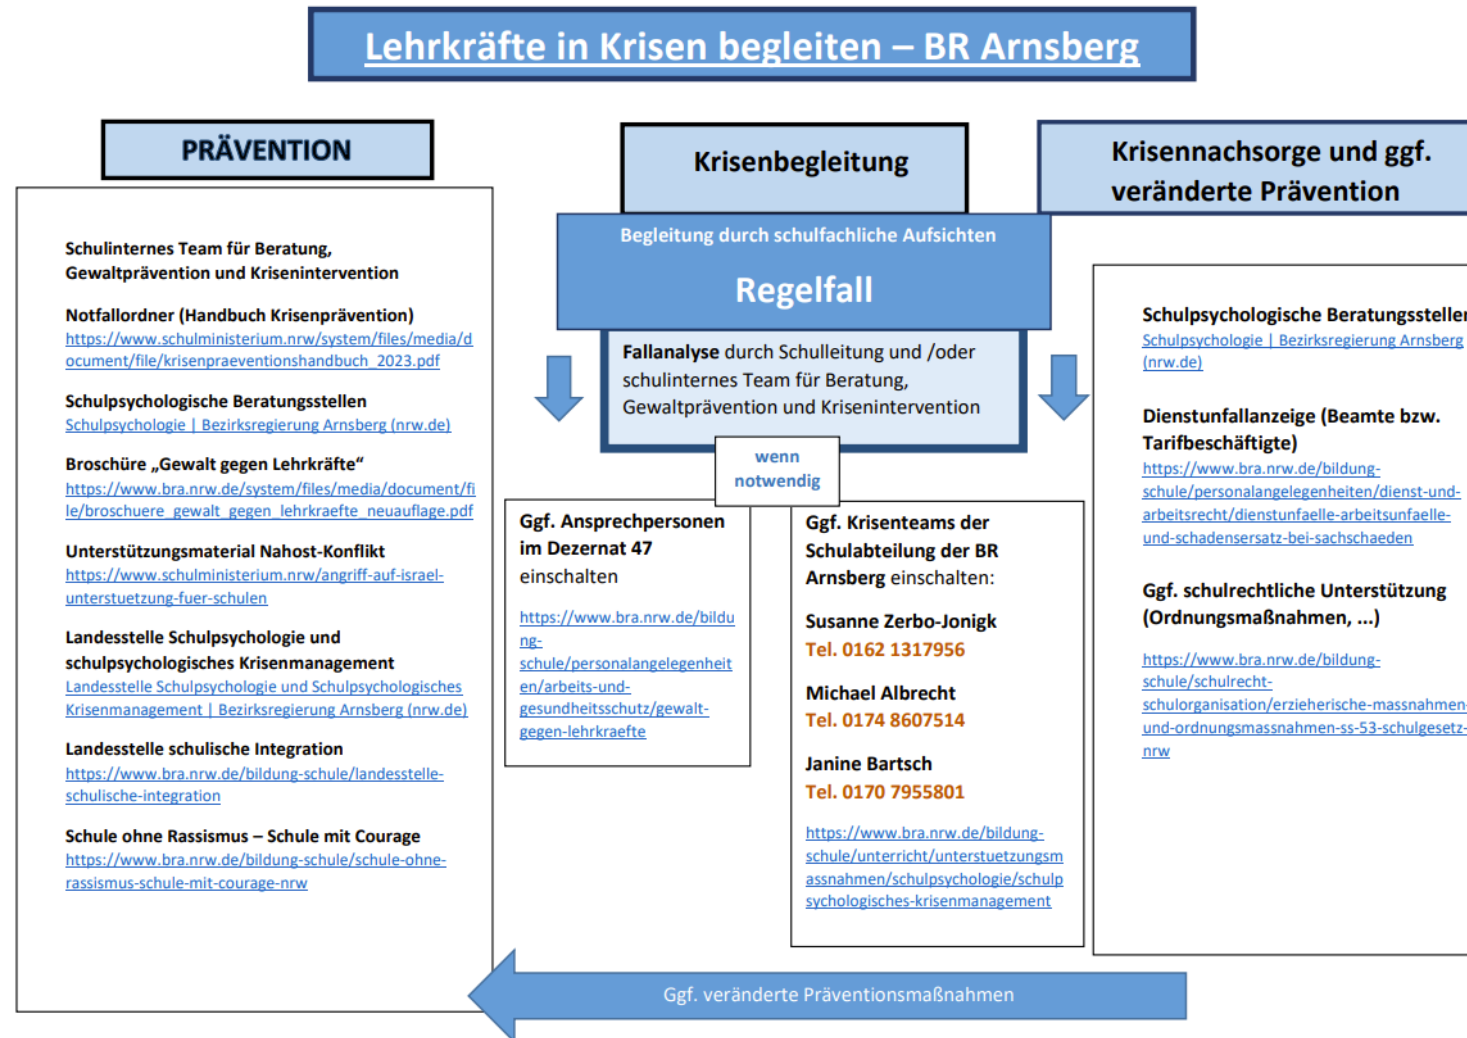 Lehrkräfte in Krisen begleiten – BR Arnsberg
PRÄVENTION
Schulinternes Team für Beratung,
Gewaltprävention und Krisenintervention
Notfallordner (Handbuch Krisenprävention)
https://www.schulministerium.nrw/system/files/media/d
ocument/file/krisenpraeventionshandbuch_2023.pdf
Schulpsychologische Beratungsstellen
Schulpsychologie | Bezirksregierung Arnsberg (nrw.de)
Broschüre „Gewalt gegen Lehrkräfte“
https://www.bra.nrw.de/system/files/media/document/fi
le/broschuere_gewalt_gegen_lehrkraefte_neuauflage.pdf
Unterstützungsmaterial Nahost-Konflikt
https://www.schulministerium.nrw/angriff-auf-israel-
unterstuetzung-fuer-schulen
Landesstelle Schulpsychologie und
schulpsychologisches Krisenmanagement
Landesstelle Schulpsychologie und Schulpsychologisches
Krisenmanagement | Bezirksregierung Arnsberg (nrw.de)
Landesstelle schulische Integration
https://www.bra.nrw.de/bildung-schule/landesstelle-
schulische-integration
Schule ohne Rassismus – Schule mit Courage
https://www.bra.nrw.de/bildung-schule/schule-ohne-
rassismus-schule-mit-courage-nrw
Krisenbegleitung
Begleitung durch schulfachliche Aufsichten
Regelfall
Fallanalyse durch Schulleitung und /oder
schulinternes Team für Beratung,
Gewaltprävention und Krisenintervention
wenn
notwendig
Ggf. Ansprechpersonen
im Dezernat 47
einschalten
https://www.bra.nrw.de/bildu
ng-
schule/personalangelegenheit
en/arbeits-und-
gesundheitsschutz/gewalt-
gegen-lehrkraefte
Ggf. Krisenteams der
Schulabteilung der BR
Arnsberg einschalten:
Susanne Zerbo-Jonigk
Tel. 0162 1317956
Michael Albrecht
Tel. 0174 8607514
Janine Bartsch
Tel. 0170 7955801
https://www.bra.nrw.de/bildung-
schule/unterricht/unterstuetzungsm
assnahmen/schulpsychologie/schulp
sychologisches-krisenmanagement
Krisennachsorge und ggf.
veränderte Prävention
Schulpsychologische Beratungsstellen
Schulpsychologie | Bezirksregierung Arnsberg
(nrw.de)
Dienstunfallanzeige (Beamte bzw.
Tarifbeschäftigte)
https://www.bra.nrw.de/bildung-
schule/personalangelegenheiten/dienst-und-
arbeitsrecht/dienstunfaelle-arbeitsunfaelle-
und-schadensersatz-bei-sachschaeden
Ggf. schulrechtliche Unterstützung
(Ordnungsmaßnahmen, ...)
https://www.bra.nrw.de/bildung-
schule/schulrecht-
schulorganisation/erzieherische-massnahmen-
und-ordnungsmassnahmen-ss-53-schulgesetz-
nrw
Ggf. veränderte Präventionsmaßnahmen